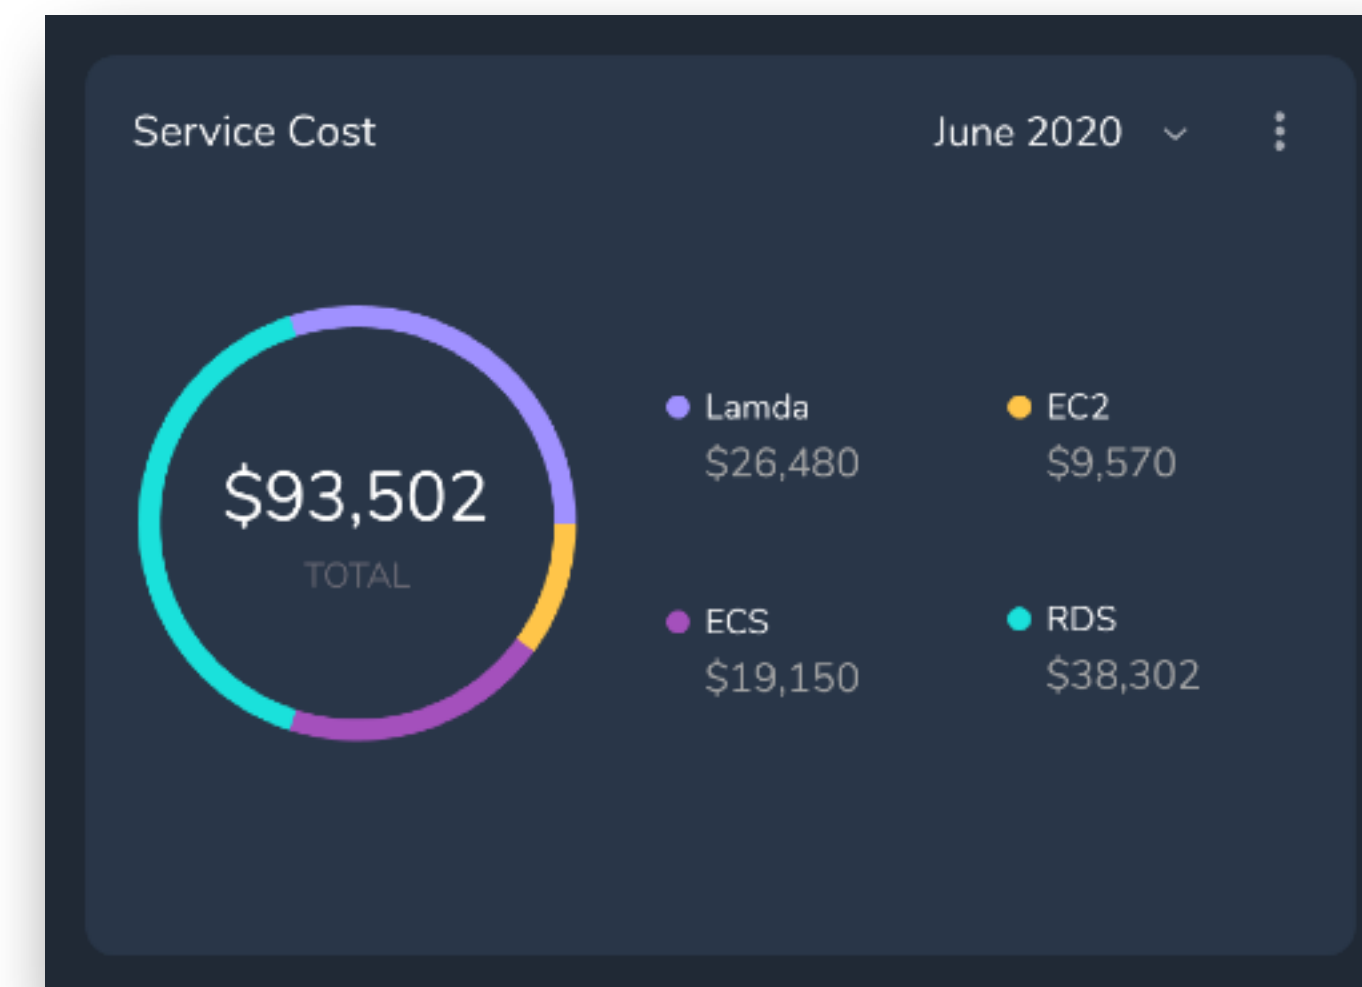 Service Cost
June 2020
$93,502
TOTAL
Lamda
$26,480
EC2
$9,570
ECS
$19,150
RDS
$38,302